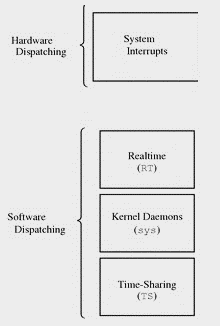 Hardware
Dispatching
System
Interrupts
Realtime
(RT)
Software
Dispatching
Kernel Daemons
(sys)
Time-Sharing
(TS)